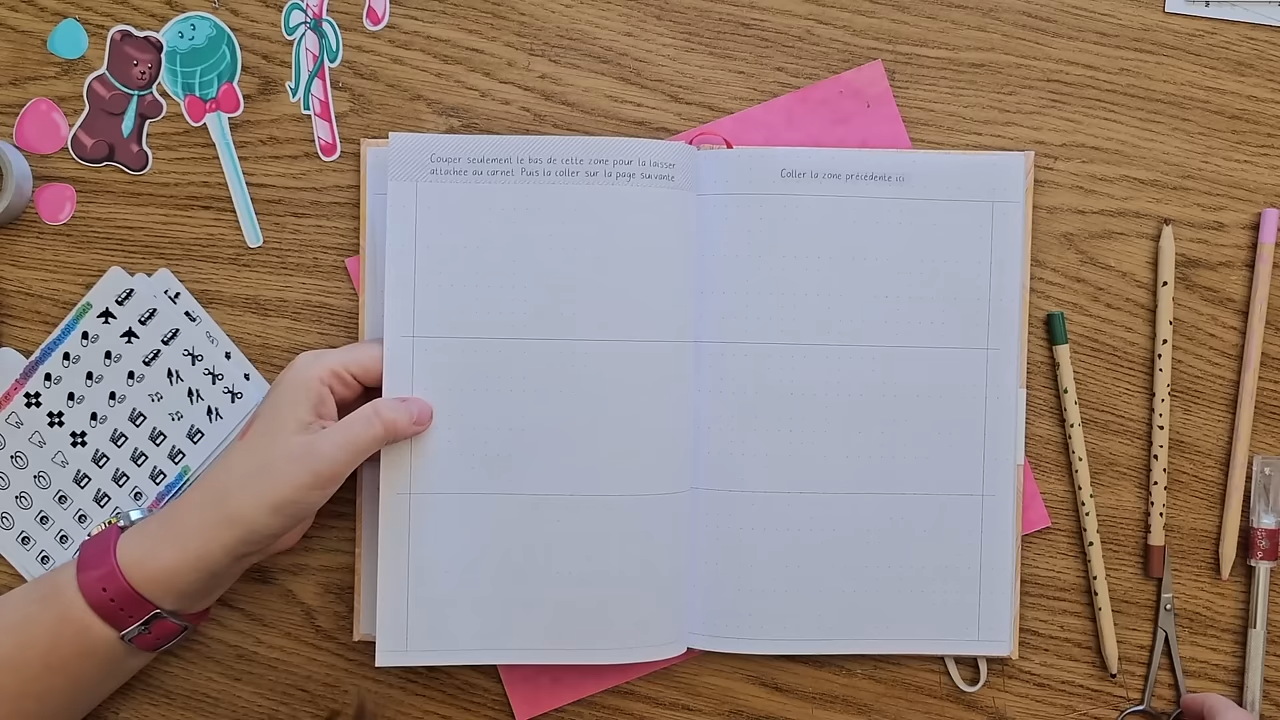 Couper seulement le bas de cette zone pour la laisser
attachée au carnet. Puis la coller sur la page suivante
Coller la zone précédente ici